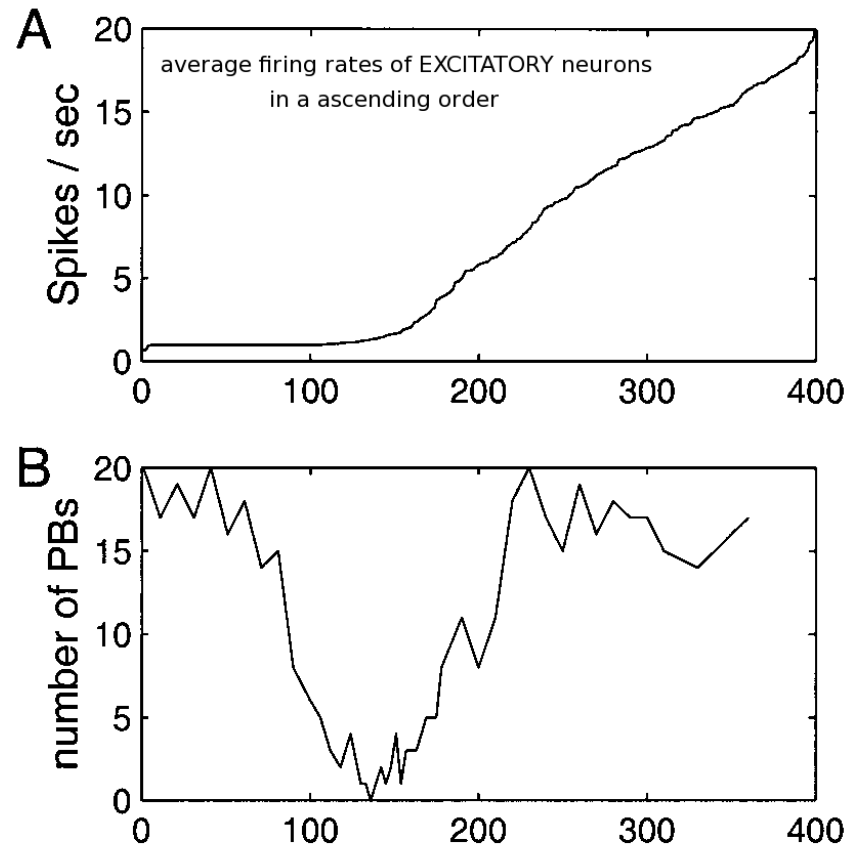 A
20
15
10
5
0
Spikes / sec
average firing rates of EXCITATORY neurons
in a ascending order
0 100 200 300 400
B
20
15
10
5
0
number of PBs
0 100 200 300 400